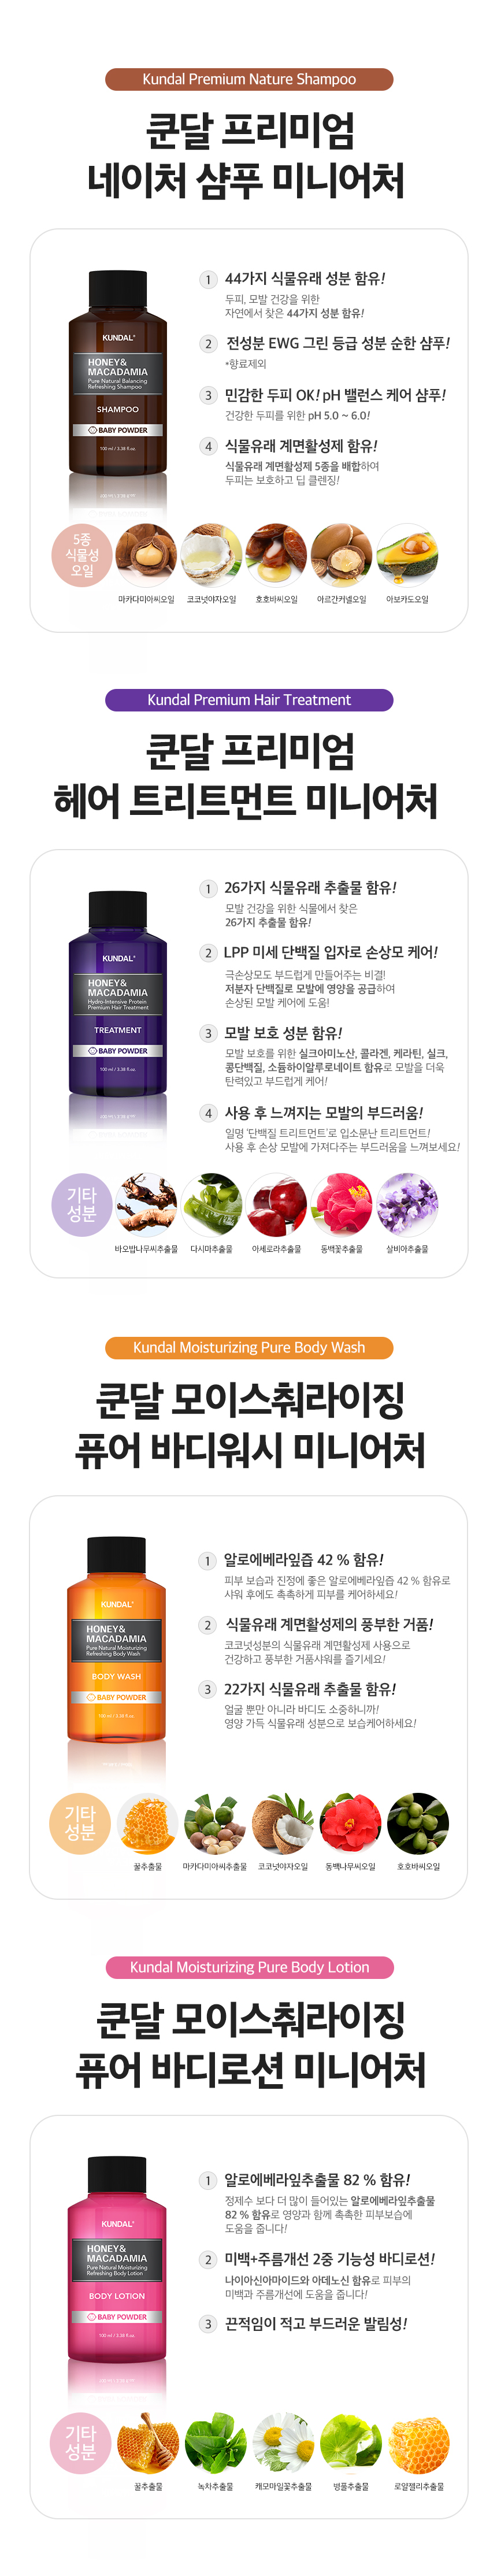 Kundal Premium Nature Shampoo
쿤달 프리미엄
네이처 샴푸 미니어처
KUNDAL
HONEY&
MACADAMIA
Pure Natural Balancing
Refreshing Shampoo
SHAMPOO
BABY POWDER
100 ml / 3.38 fl.oz.
1 44가지 식물유래 성분 함유!
두피, 모발 건강을 위한
자연에서 찾은 44가지 성분 함유!
2 전성분 EWG 그린 등급 성분 순한 샴푸!
*향료제외
3 민감한 두피 OK! pH 밸런스 케어 샴푸!
건강한 두피를 위한 pH 5.0 ~ 6.0!
4 식물유래 계면활성제 함유!
식물유래 계면활성제 5종을 배합하여
두피는 보호하고 딥 클렌징!
5종
식물성
오일
마카다미아씨오일 코코넛야자오일 호호바씨오일 아르간커넬오일 아보카도오일
Kundal Premium Hair Treatment
쿤달 프리미엄
헤어 트리트먼트 미니어처
KUNDAL
HONEY&
MACADAMIA
Hydro-Intensive Protein
Premium Hair Treatment
TREATMENT
BABY POWDER
100 ml / 3.38 fl.oz.
1 26가지 식물유래 추출물 함유!
모발 건강을 위한 식물에서 찾은
26가지 추출물 함유!
2 LPP 미세 단백질 입자로 손상모 케어!
극손상모도 부드럽게 만들어주는 비결!
저분자 단백질로 모발에 영양을 공급하여
손상된 모발 케어에 도움!
3 모발 보호 성분 함유!
모발 보호를 위한 실크아미노산, 콜라겐, 케라틴, 실크,
콩단백질, 소듐하이알루로네이트 함유로 모발을 더욱
탄력있고 부드럽게 케어!
4 사용 후 느껴지는 모발의 부드러움!
일명 '단백질 트리트먼트'로 입소문난 트리트먼트!
사용 후 손상 모발에 가져다주는 부드러움을 느껴보세요!
기타
성분
바오밥나무씨추출물 다시마추출물 아세로라추출물 동백꽃추출물 살비아추출물
Kundal Moisturizing Pure Body Wash
쿤달 모이스춰라이징
퓨어 바디워시 미니어처
KUNDAL
HONEY&
MACADAMIA
Pure Natural Moisturizing
Refreshing Body Wash
BODY WASH
BABY POWDER
100 ml / 3.38 fl.oz.
1 알로에베라잎즙 42 % 함유!
피부 보습과 진정에 좋은 알로에베라잎즙 42 % 함유로
샤워 후에도 촉촉하게 피부를 케어하세요!
2 식물유래 계면활성제의 풍부한 거품!
코코넛성분의 식물유래 계면활성제 사용으로
건강하고 풍부한 거품샤워를 즐기세요!
3 22가지 식물유래 추출물 함유!
얼굴 뿐만 아니라 바디도 소중하니까!
영양 가득 식물유래 성분으로 보습케어하세요!
기타
성분
꿀추출물 마카다미아씨추출물 코코넛야자오일 동백나무씨오일 호호바씨오일
Kundal Moisturizing Pure Body Lotion
쿤달 모이스춰라이징
퓨어 바디로션 미니어처
KUNDAL
HONEY&
MACADAMIA
Pure Natural Moisturizing
Refreshing Body Lotion
BODY LOTION
BABY POWDER
100 ml / 3.38 fl.oz.
1 알로에베라잎추출물 82 % 함유!
정제수 보다 더 많이 들어있는 알로에베라잎추출물
82 % 함유로 영양과 함께 촉촉한 피부보습에
도움을 줍니다!
2 미백+주름개선 2중 기능성 바디로션!
나이아신아마이드와 아데노신 함유로 피부의
미백과 주름개선에 도움을 줍니다!
3 끈적임이 적고 부드러운 발림성!
기타
성분
꿀추출물 녹차추출물 캐모마일꽃추출물 병풀추출물 로얄젤리추출물